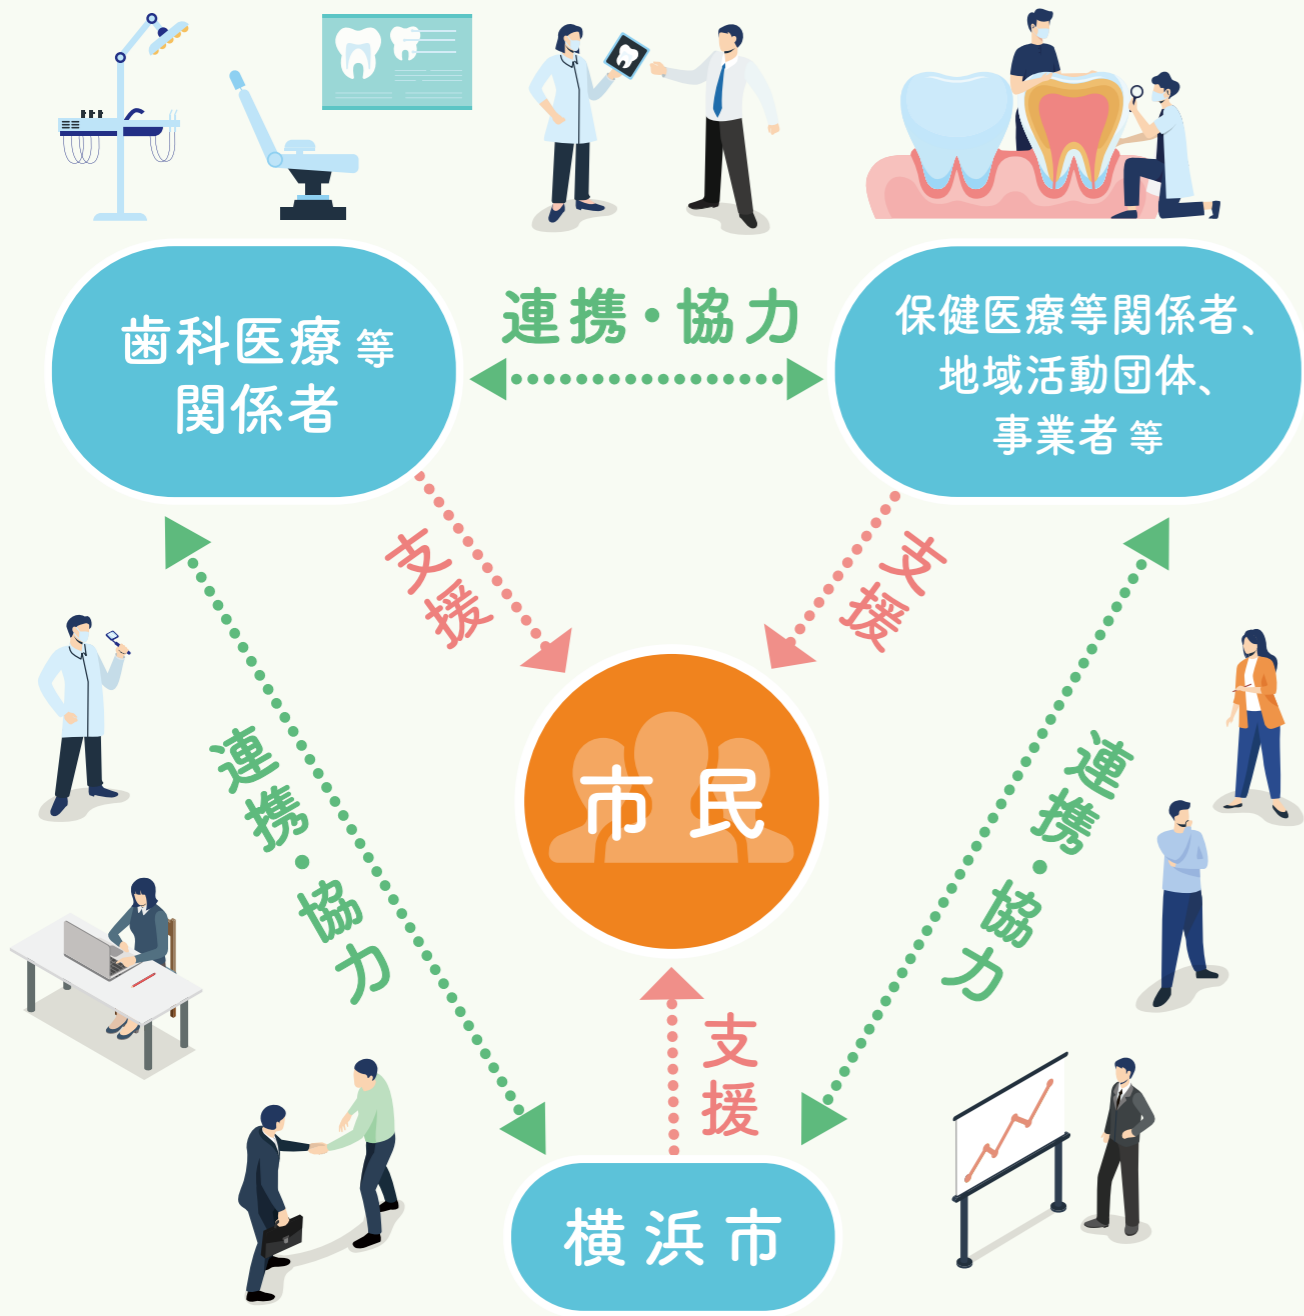 歯科医療 等
関係者
連携・協力
保健医療等関係者、
地域活動団体、
事業者 等
支援
支援
連携・協力
市民
連携・協力
支援
横浜市